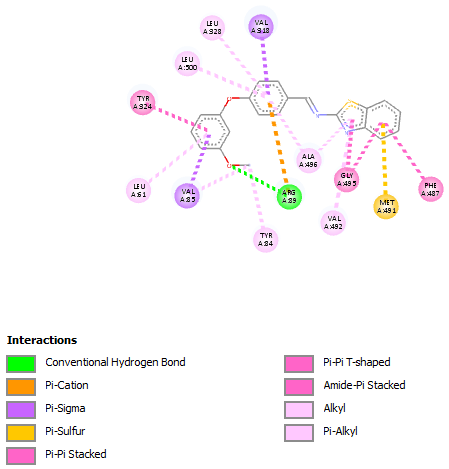 LEU
A:328
VAL
A:348
LEU
A:500
TYR
A:324
LEU
A:61
VAL
A:85
ALA
A:496
ARG
A:89
GLY
A:495
PHE
A:487
MET
A:491
VAL
A:492
TYR
A:84
Interactions
Conventional Hydrogen Bond
Pi-Cation
Pi-Sigma
Pi-Sulfur
Pi-Pi Stacked
Pi-Pi T-shaped
Amide-Pi Stacked
Alkyl
Pi-Alkyl